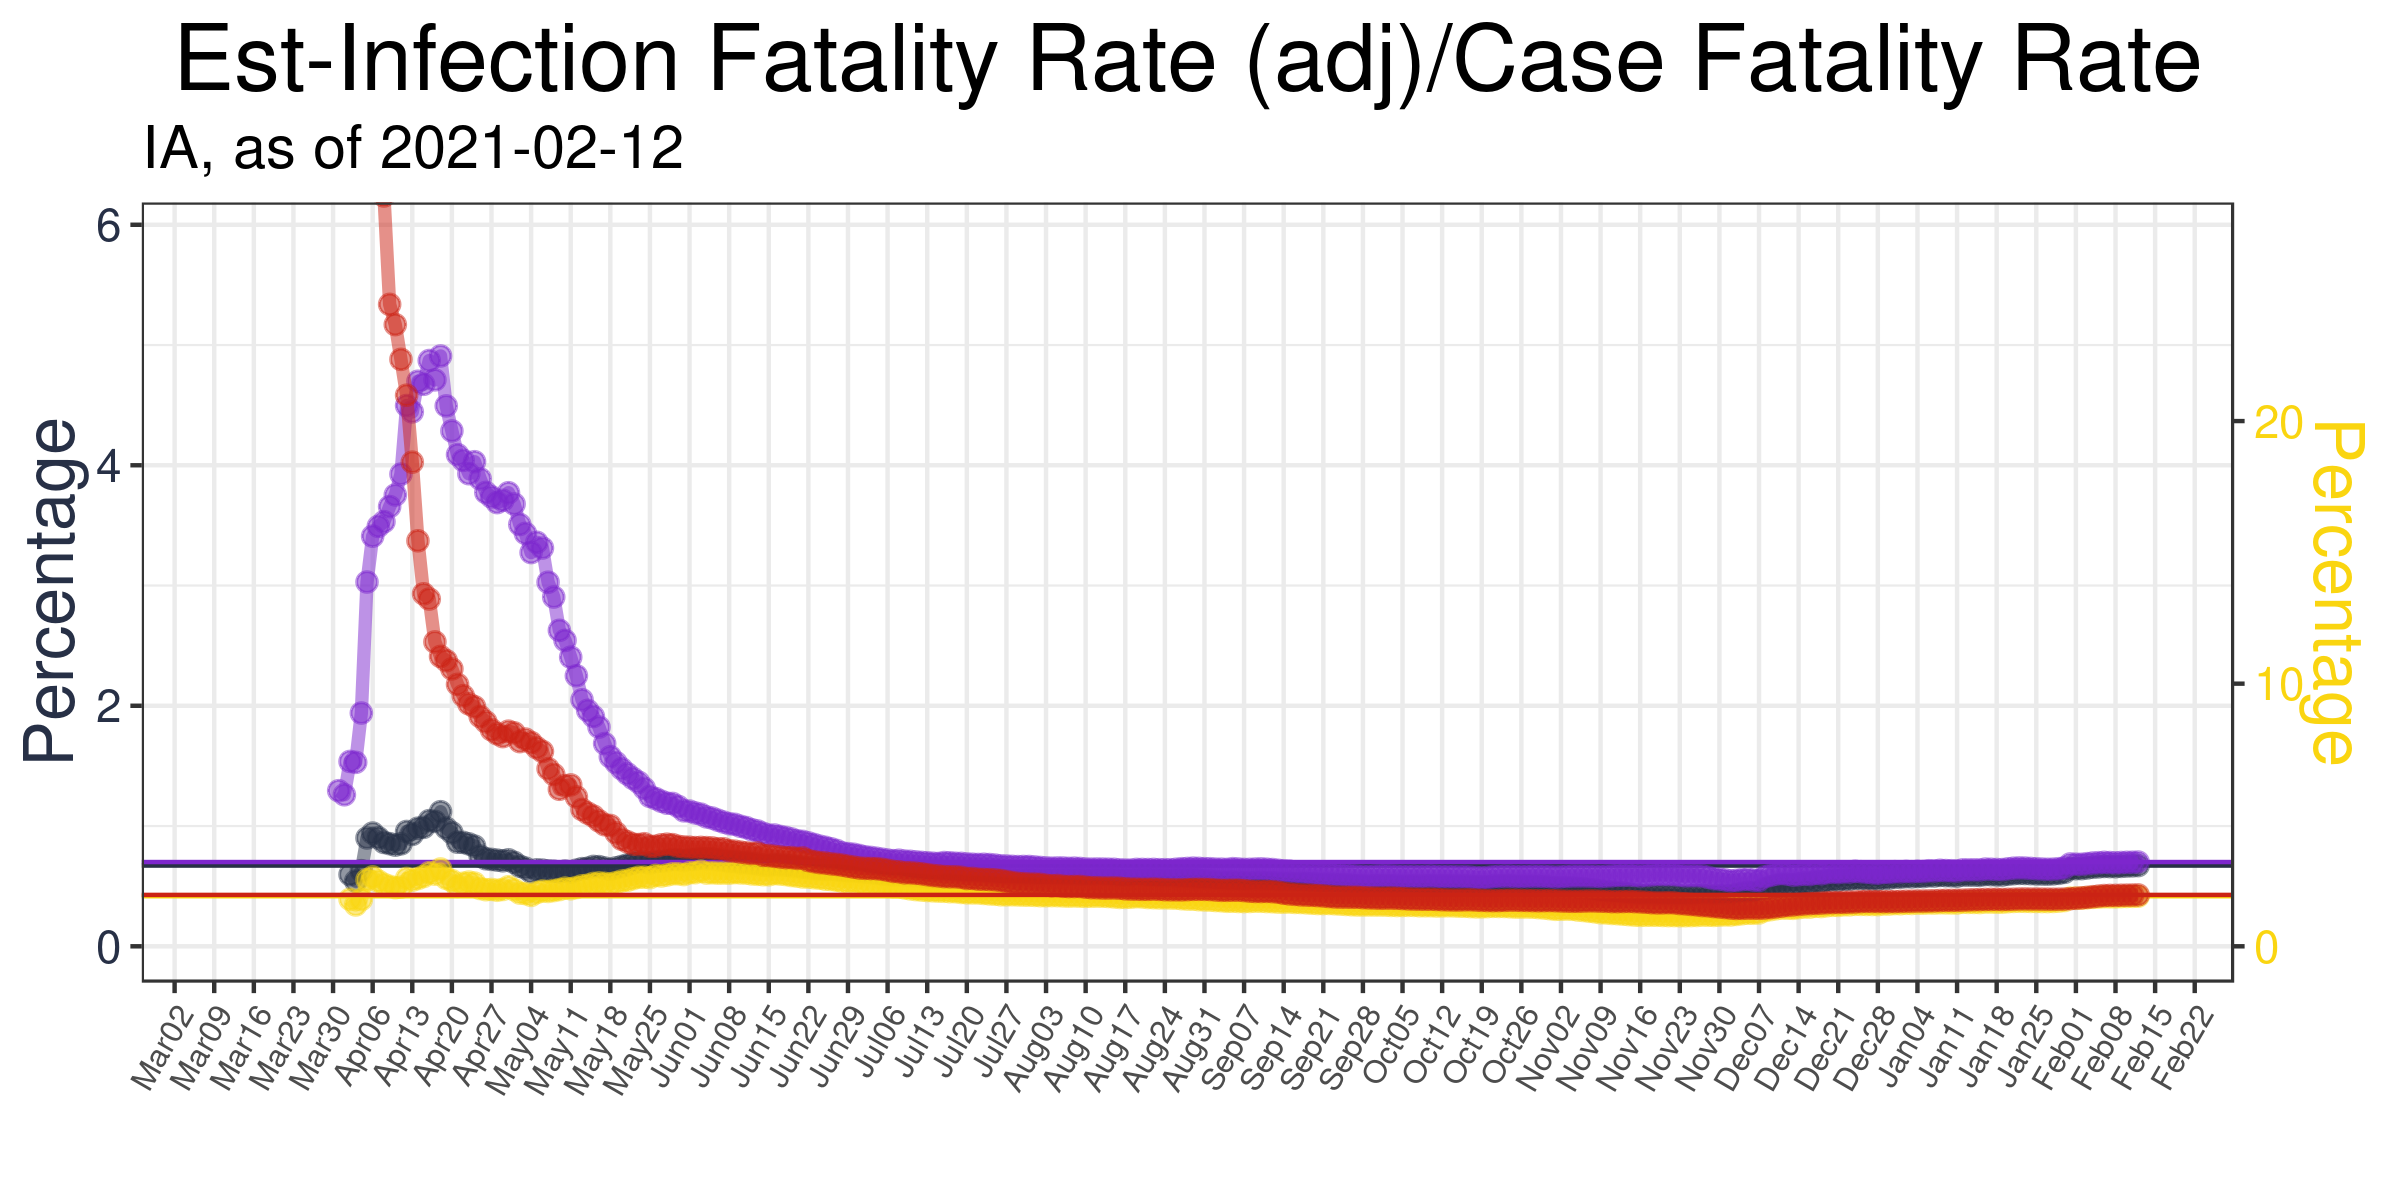 Est-Infection Fatality Rate (adj)/Case Fatality Rate
IA, as of 2021-02-12
Percentage
6
4
2
0
20
10
0
Percentage
Mar02
Mar09
Mar16
Mar23
Mar30
Apr06
Apr13
Apr20
Apr27
May04
May11
May18
May25
Jun01
Jun08
Jun15
Jun22
Jun29
Jul06
Jul13
Jul20
Jul27
Aug03
Aug10
Aug17
Aug24
Aug31
Sep07
Sep14
Sep21
Sep28
Oct05
Oct12
Oct19
Oct26
Nov02
Nov09
Nov16
Nov23
Nov30
Dec07
Dec14
Dec21
Dec28
Jan04
Jan11
Jan18
Jan25
Feb01
Feb08
Feb15
Feb22